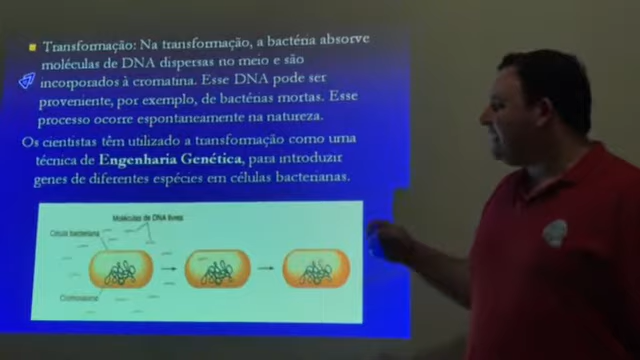 Transformação: Na transformação, a bactéria absorve
moléculas de DNA dispersas no meio e são
incorporados à cromatina. Esse DNA pode ser
proveniente, por exemplo, de bactérias mortas. Esse
processo ocorre espontaneamente na natureza.
Os cientistas têm utilizado a transformação como uma
técnica de Engenharia Genética, para introduzir
genes de diferentes espécies em células bacterianas.
Moléculas de DNA livres
Célula bacteriana
Cromossomo